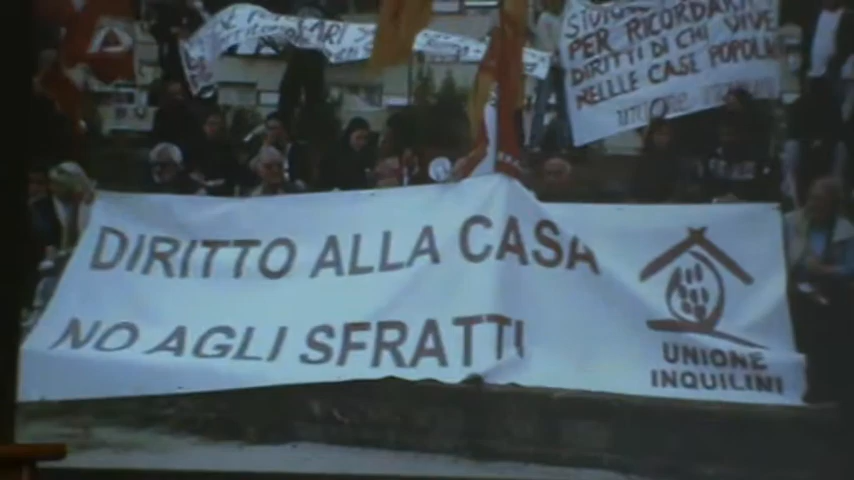 PER RICORDARE
DIRITTI DI CHI VIVE
NELLE CASE POPOLARI
DIRITTO ALLA CASA
NO AGLI SFRATTI
UNIONE
INQUILINI